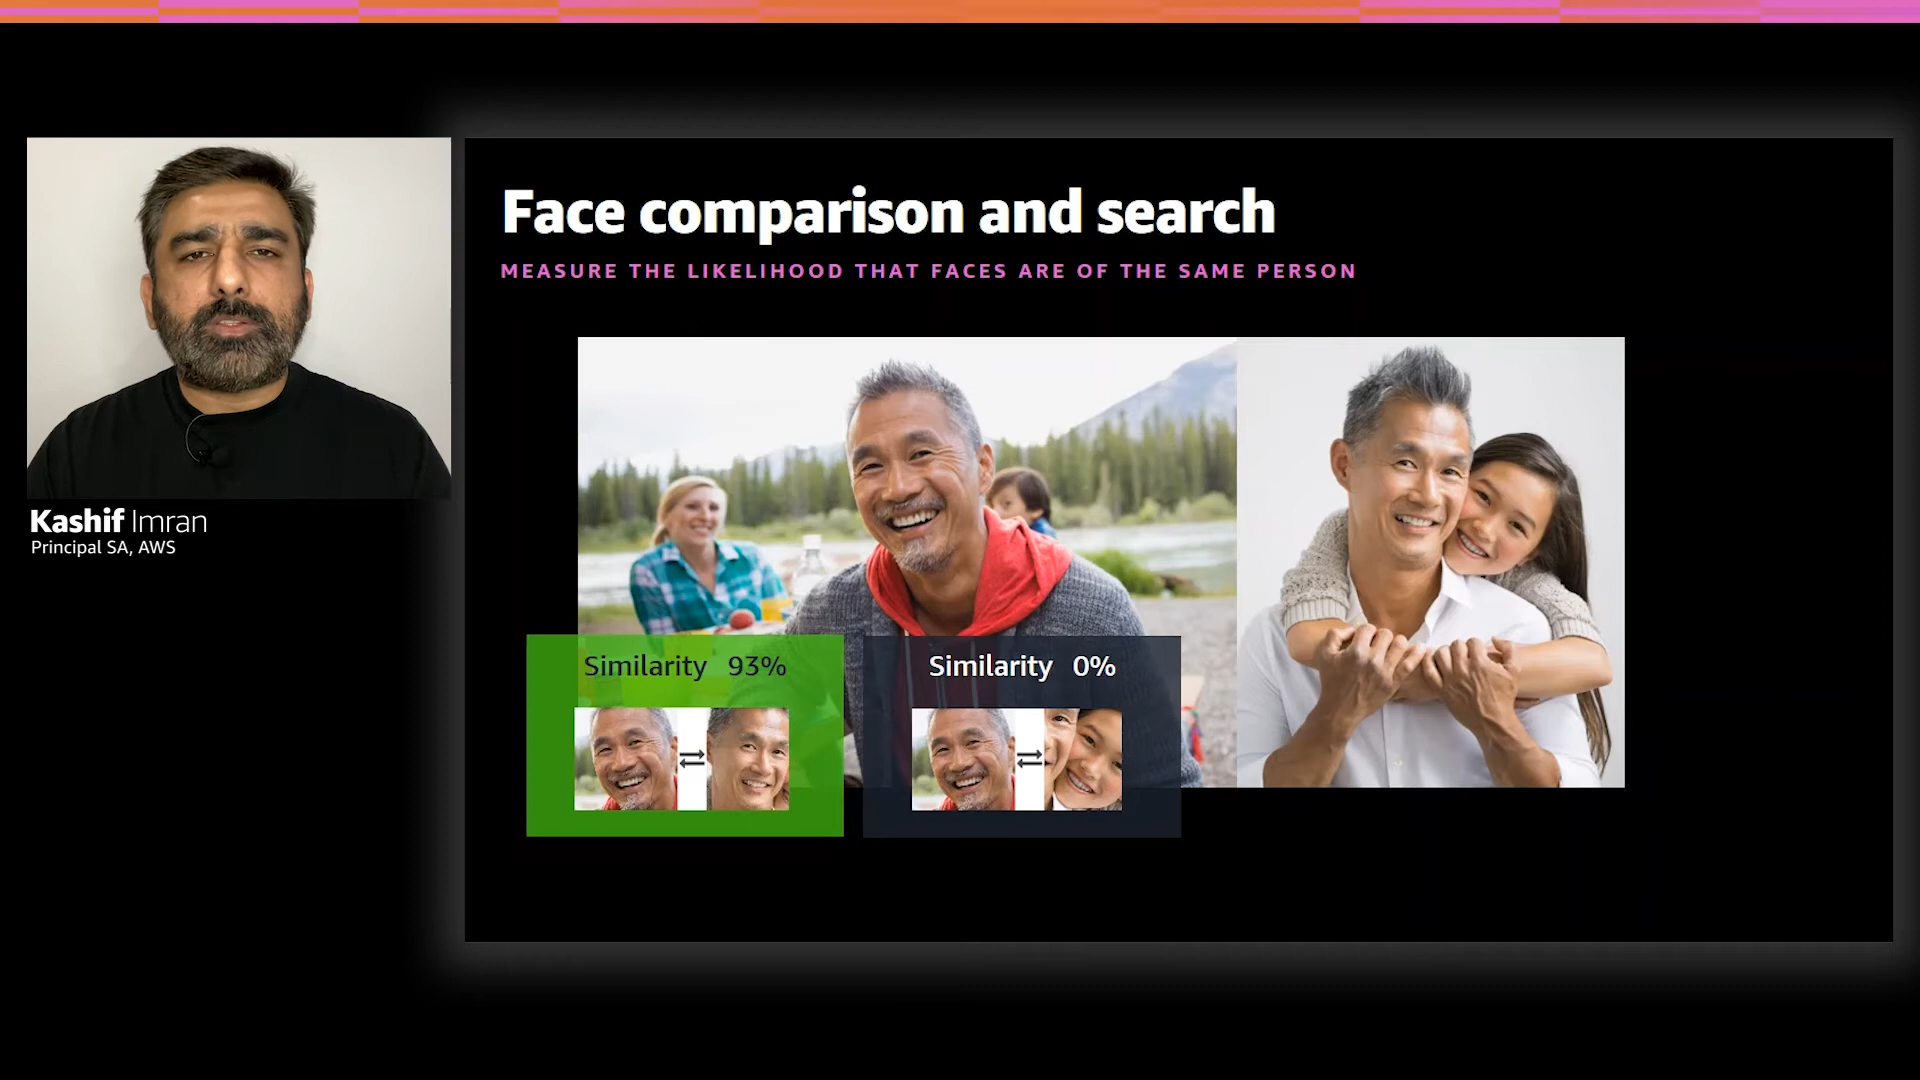 Face comparison and search
MEASURE THE LIKELIHOOD THAT FACES ARE OF THE SAME PERSON
Kashif Imran
Principal SA, AWS
Similarity 93%
Similarity 0%